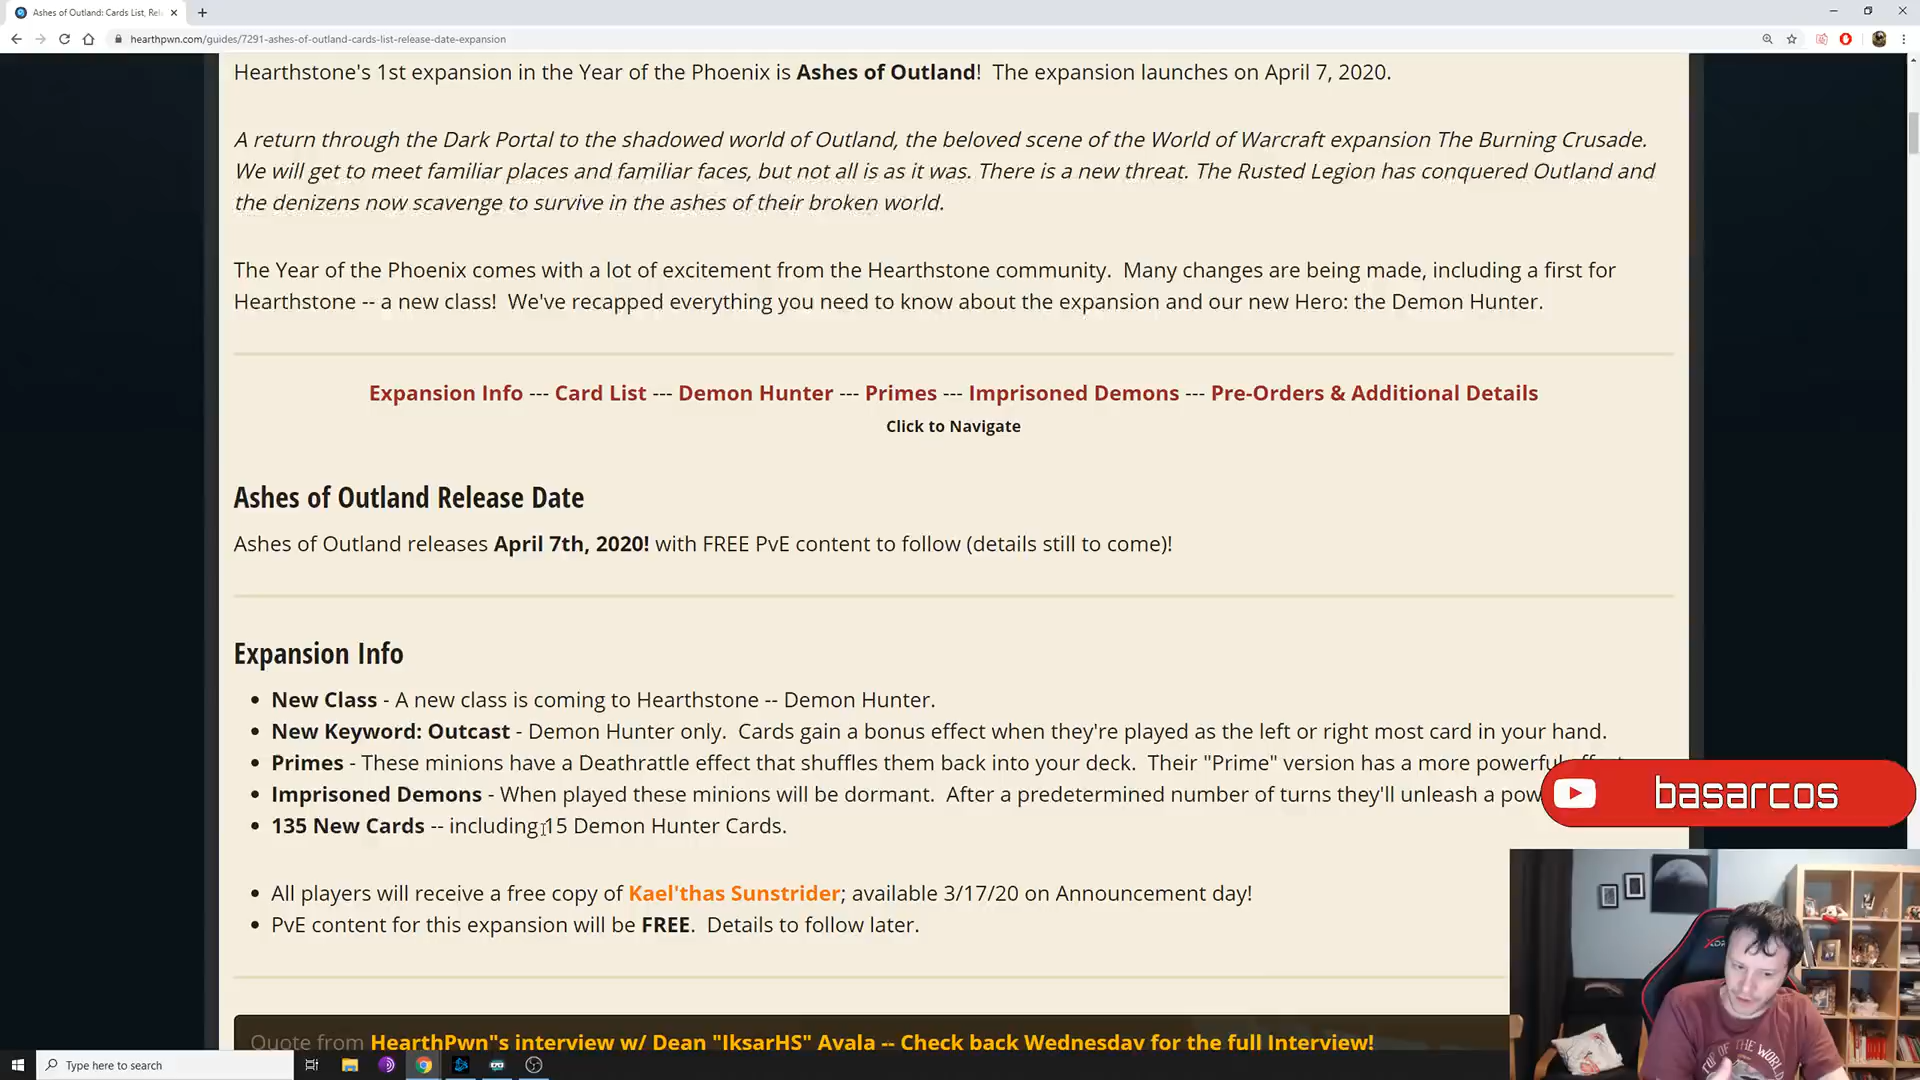 Ashes of Outland: Cards List, Rel
hearthpwn.com/guides/7291-ashes-of-outland-cards-list-release-date-expansion
Hearthstone's 1st expansion in the Year of the Phoenix is Ashes of Outland! The expansion launches on April 7, 2020.
A return through the Dark Portal to the shadowed world of Outland, the beloved scene of the World of Warcraft expansion The Burning Crusade.
We will get to meet familiar places and familiar faces, but not all is as it was. There is a new threat. The Rusted Legion has conquered Outland and
the denizens now scavenge to survive in the ashes of their broken world.
The Year of the Phoenix comes with a lot of excitement from the Hearthstone community. Many changes are being made, including a first for
Hearthstone -- a new class! We've recapped everything you need to know about the expansion and our new Hero: the Demon Hunter.
Expansion Info --- Card List --- Demon Hunter --- Primes --- Imprisoned Demons --- Pre-Orders & Additional Details
Click to Navigate
Ashes of Outland Release Date
Ashes of Outland releases April 7th, 2020! with FREE PvE content to follow (details still to come)!
Expansion Info
• New Class - A new class is coming to Hearthstone -- Demon Hunter.
• New Keyword: Outcast - Demon Hunter only. Cards gain a bonus effect when they're played as the left or right most card in your hand.
• Primes - These minions have a Deathrattle effect that shuffles them back into your deck. Their "Prime" version has a more powerful
• Imprisoned Demons - When played these minions will be dormant. After a predetermined number of turns they'll unleash a pow
• 135 New Cards -- including 15 Demon Hunter Cards.
basarcos
• All players will receive a free copy of Kael'thas Sunstrider; available 3/17/20 on Announcement day!
• PvE content for this expansion will be FREE. Details to follow later.
Quote from HearthPwn"s interview w/ Dean "IksarHS" Ayala -- Check back Wednesday for the full Interview!
TOP OF THE WORLD
Type here to search